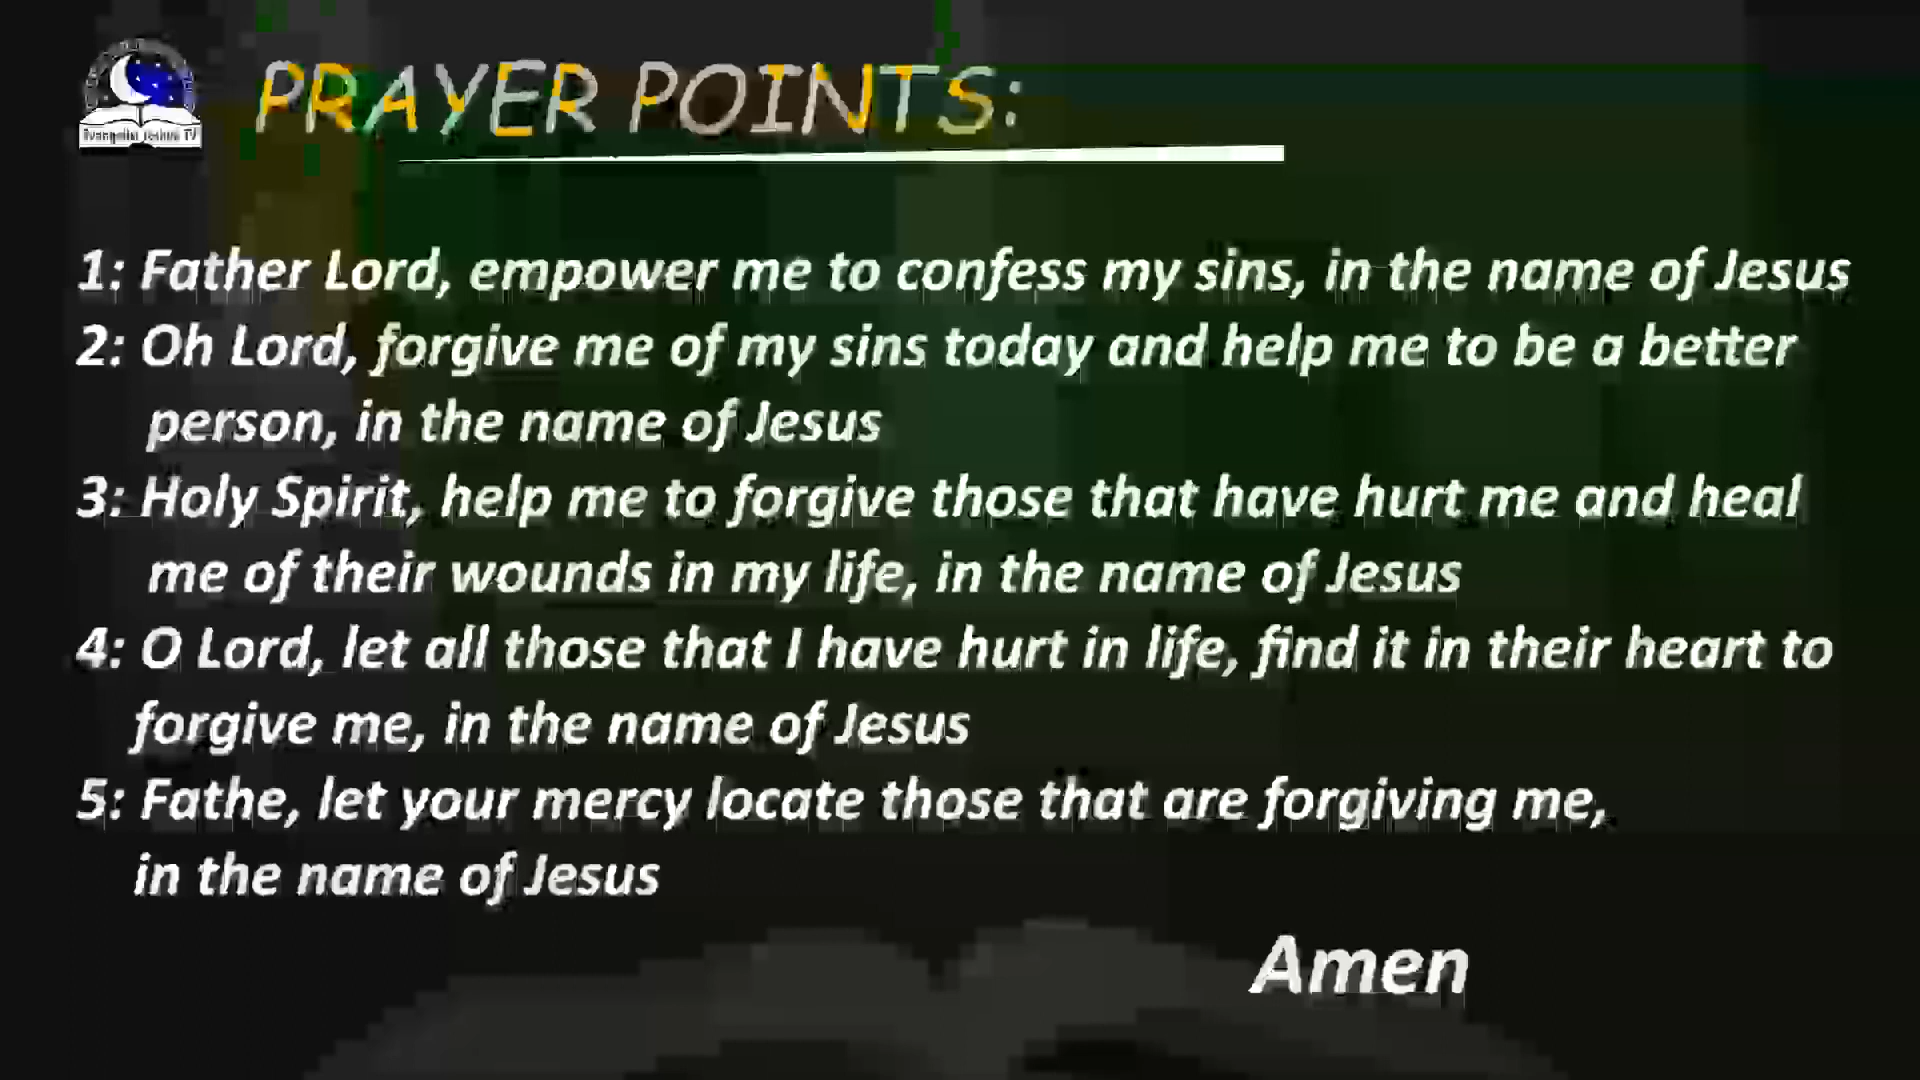 Evangelist Joshua TV
PRAYER POINTS:
1: Father Lord, empower me to confess my sins, in the name of Jesus
2: Oh Lord, forgive me of my sins today and help me to be a better
person, in the name of Jesus
3: Holy Spirit, help me to forgive those that have hurt me and heal
me of their wounds in my life, in the name of Jesus
4: O Lord, let all those that I have hurt in life, find it in their heart to
forgive me, in the name of Jesus
5: Fathe, let your mercy locate those that are forgiving me,
in the name of Jesus
Amen